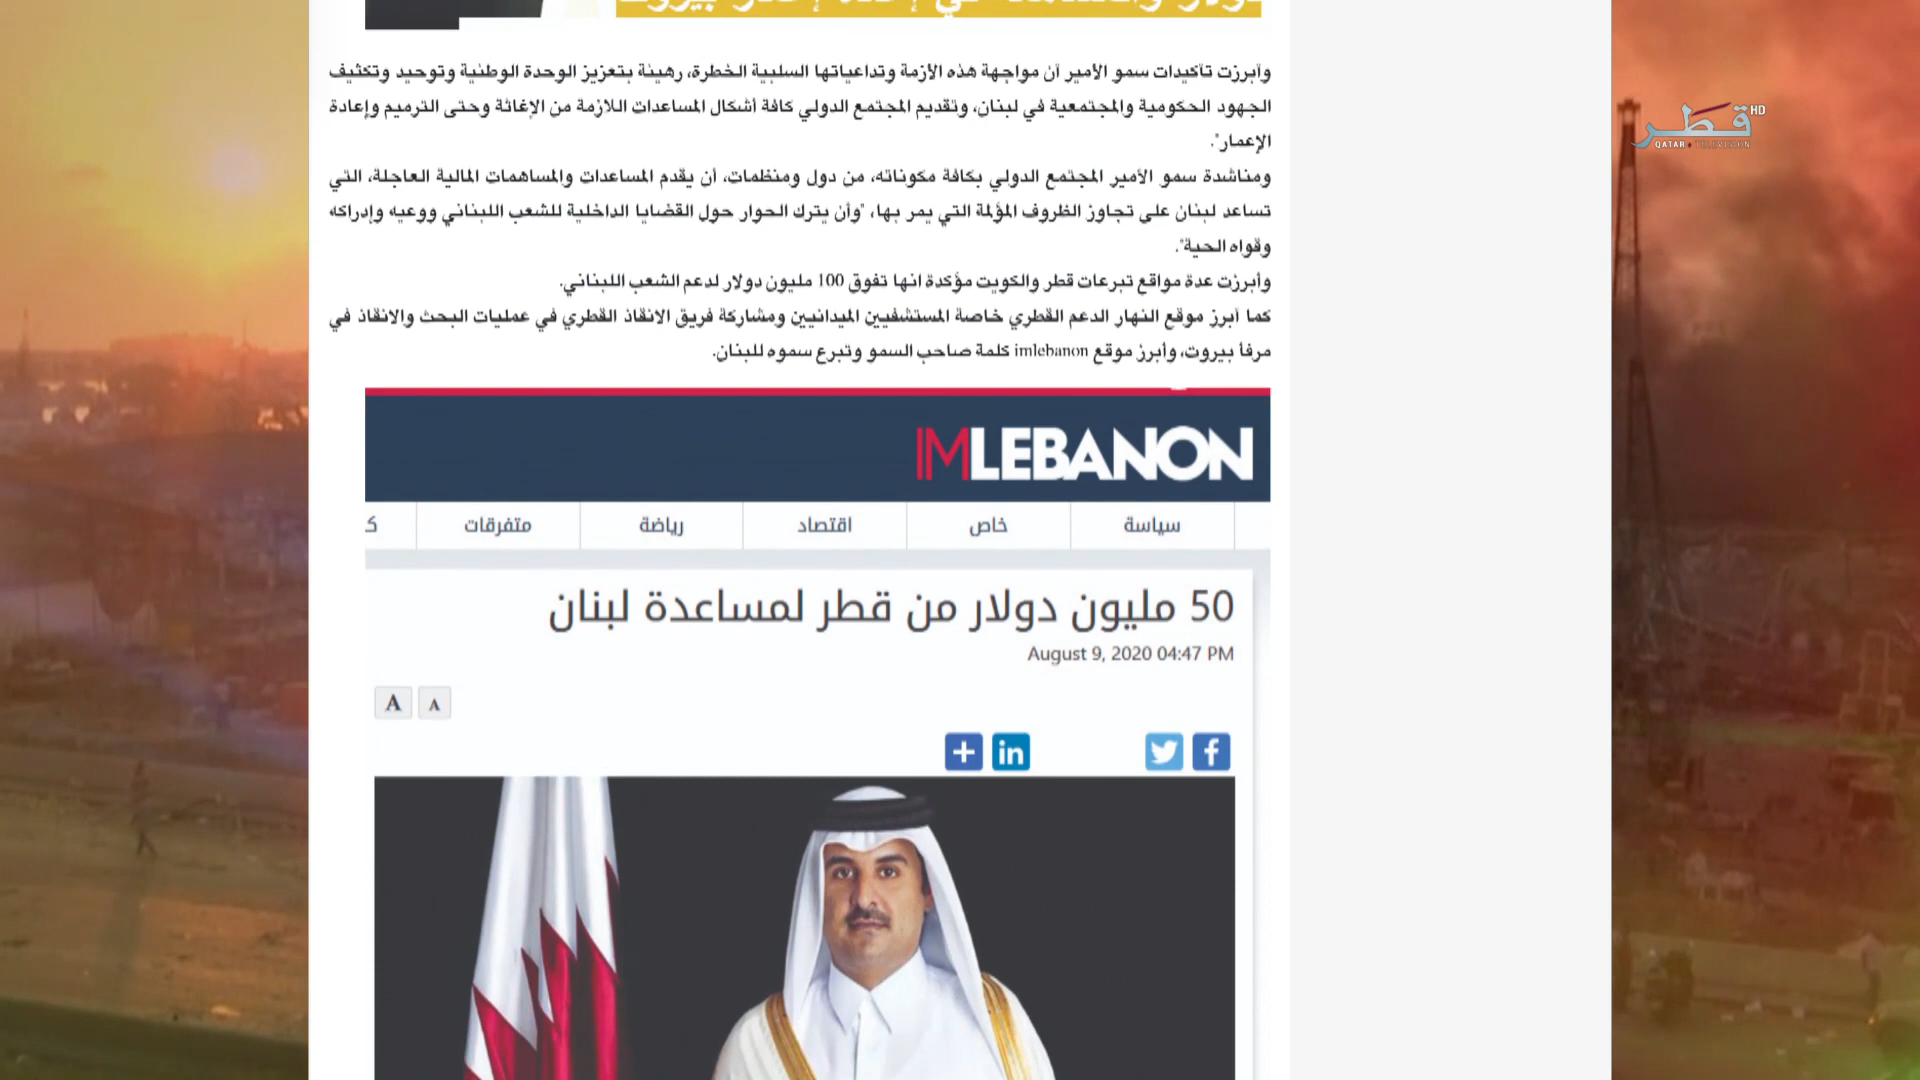 وأبرزت تأكيدات سمو الأمير أن مواجهة هذه الأزمة وتداعياتها السلبية الخطرة، رهينة بتعزيز الوحدة الوطنية وتوحيد وتكثيف
الجهود الحكومية والمجتمعية في لبنان، وتقديم المجتمع الدولي كافة أشكال المساعدات اللازمة من الإغاثة وحتى الترميم وإعادة
الإعمار".
ومناشدة سمو الأمير المجتمع الدولي بكافة مكوناته، من دول ومنظمات، أن يقدم المساعدات والمساهمات المالية العاجلة، التي
تساعد لبنان على تجاوز الظروف المؤلمة التي يمر بها، "وأن يترك الحوار حول القضايا الداخلية للشعب اللبناني ووعيه وإدراكه
وقواه الحية".
وأبرزت عدة مواقع تبرعات قطر والكويت مؤكدة انها تفوق 100 مليون دولار لدعم الشعب اللبناني.
كما أبرز موقع النهار الدعم القطري خاصة المستشفيين الميدانيين ومشاركة فريق الانقاذ القطري في عمليات البحث والانقاذ في
مرفأ بيروت، وأبرز موقع imlebanon كلمة صاحب السمو وتبرع سموه للبنان.
قطر HD
QATAR TELEVISION
IMLEBANON
سياسة خاص اقتصاد رياضة متفرقات
50 مليون دولار من قطر لمساعدة لبنان
August 9, 2020 04:47 PM
A A